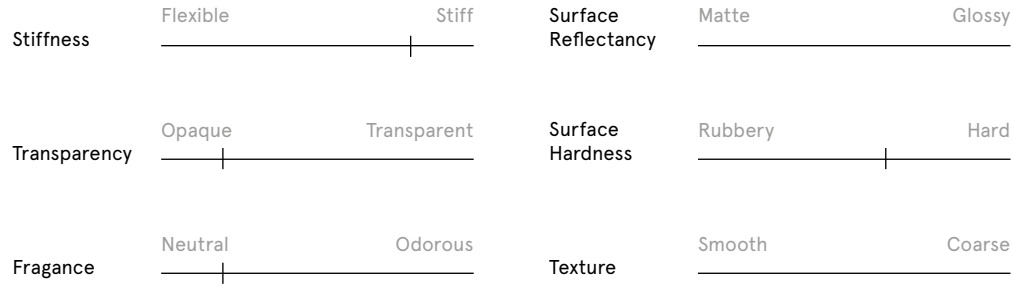 Flexible Stiff
Stiffness
Opaque Transparent
Transparency
Neutral Odorous
Fragance
Surface Matte Glossy
Reflectancy
Surface Rubbery Hard
Hardness
Smooth Coarse
Texture